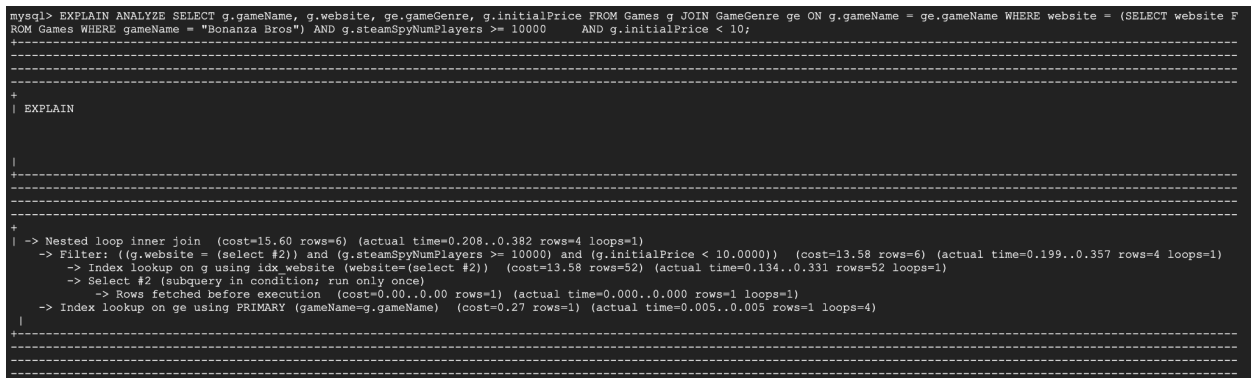 mysql> EXPLAIN ANALYZE SELECT g.gameName, g.website, ge.gameGenre, g.initialPrice FROM Games g JOIN GameGenre ge ON g.gameName = ge.gameName WHERE website = (SELECT website F
ROM Games WHERE gameName = "Bonanza Bros") AND g.steamSpyNumPlayers >= 10000     AND g.initialPrice < 10;
| EXPLAIN
|
| -> Nested loop inner join  (cost=15.60 rows=6) (actual time=0.208..0.382 rows=4 loops=1)
    -> Filter: ((g.website = (select #2)) and (g.steamSpyNumPlayers >= 10000) and (g.initialPrice < 10.0000))  (cost=13.58 rows=6) (actual time=0.199..0.357 rows=4 loops=1)
        -> Index lookup on g using idx_website (website=(select #2))  (cost=13.58 rows=52) (actual time=0.134..0.331 rows=52 loops=1)
        -> Select #2 (subquery in condition; run only once)
            -> Rows fetched before execution  (cost=0.00..0.00 rows=1) (actual time=0.000..0.000 rows=1 loops=1)
    -> Index lookup on ge using PRIMARY (gameName=g.gameName)  (cost=0.27 rows=1) (actual time=0.005..0.005 rows=1 loops=4)
|